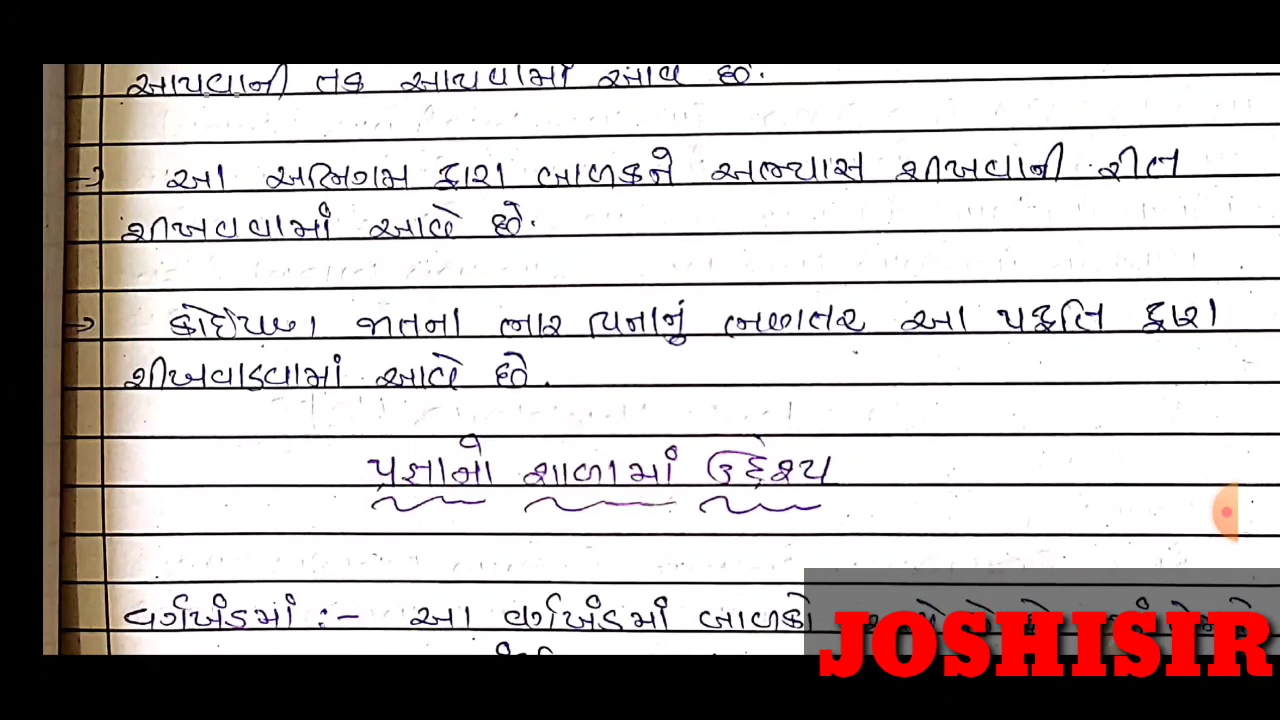 આપવાની તક આપવામાં આવે છે.
→ આ અભિગમ દ્વારા બાળકને અભ્યાસ શીખવાની રીત
શીખવવામાં આવે છે.
→ કોઈપણ જાતના ભાર વિનાનું ભણતર આ પદ્ધતિ દ્વારા
શીખવાડવામાં આવે છે.
પ્રજ્ઞાનો શાળામાં ઉદ્દેશ્ય
વર્ગખંડમાં :- આ વર્ગખંડમાં બાળકો
JOSHISIR